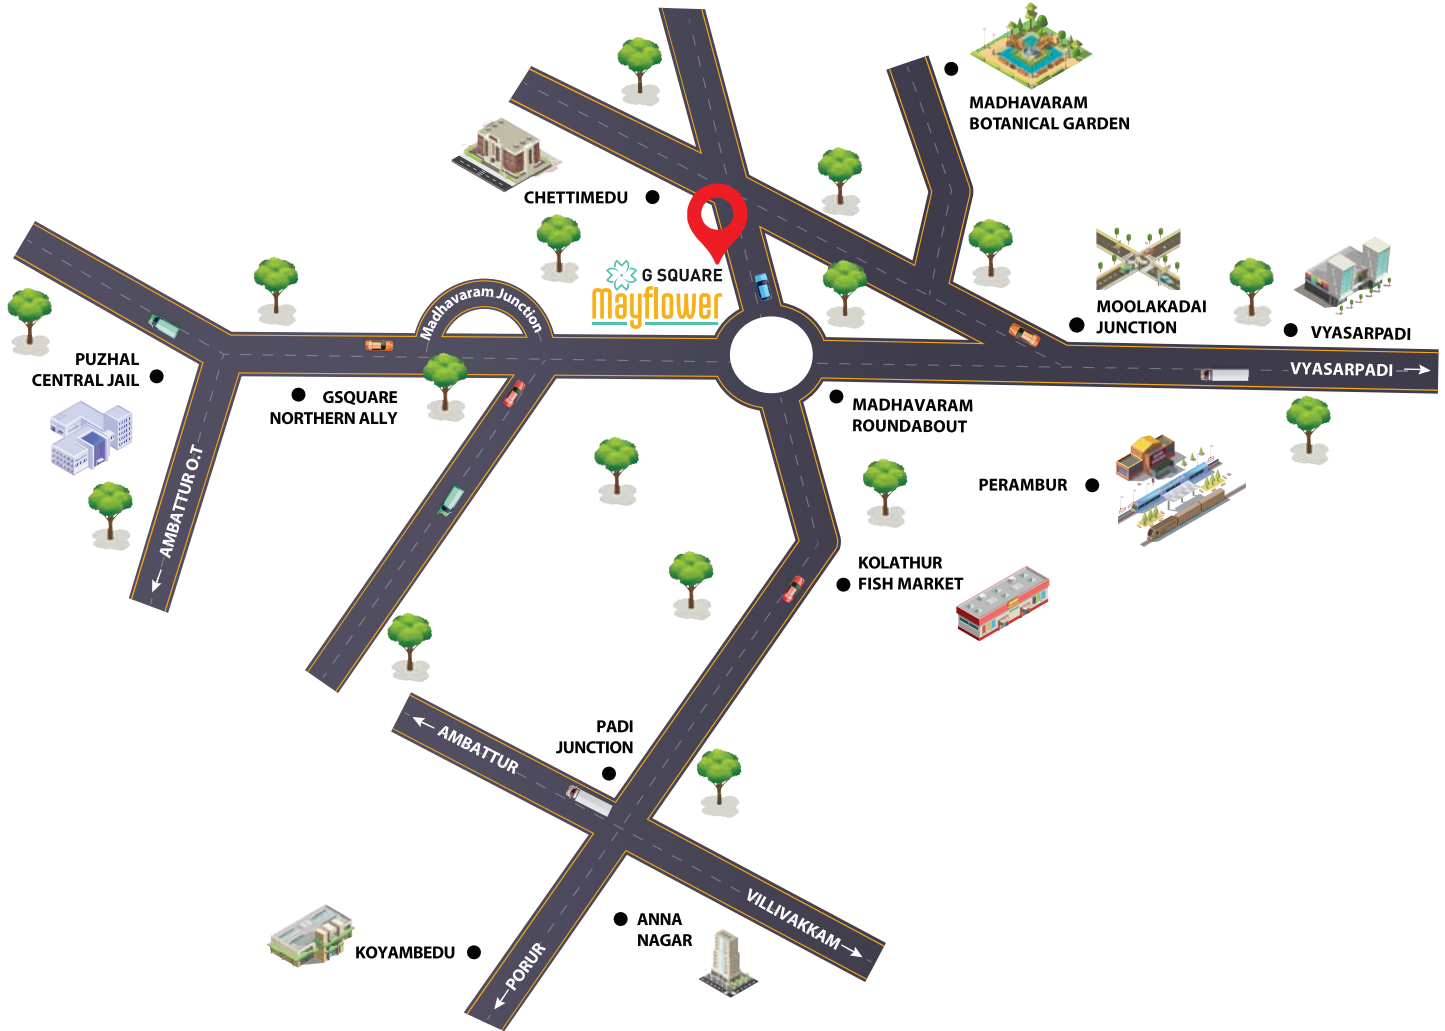 MADHAVARAM
BOTANICAL GARDEN
CHETTIMEDU
G SQUARE
Mayflower
Madhavaram Junction
MOOLAKADAI
JUNCTION
VYASARPADI
VYASARPADI
PUZHAL
CENTRAL JAIL
GSQUARE
NORTHERN ALLY
MADHAVARAM
ROUNDABOUT
AMBATTUR O.T
PERAMBUR
KOLATHUR
FISH MARKET
PADI
JUNCTION
AMBATTUR
VILLIVAKKAM
ANNA
NAGAR
KOYAMBEDU
PORUR